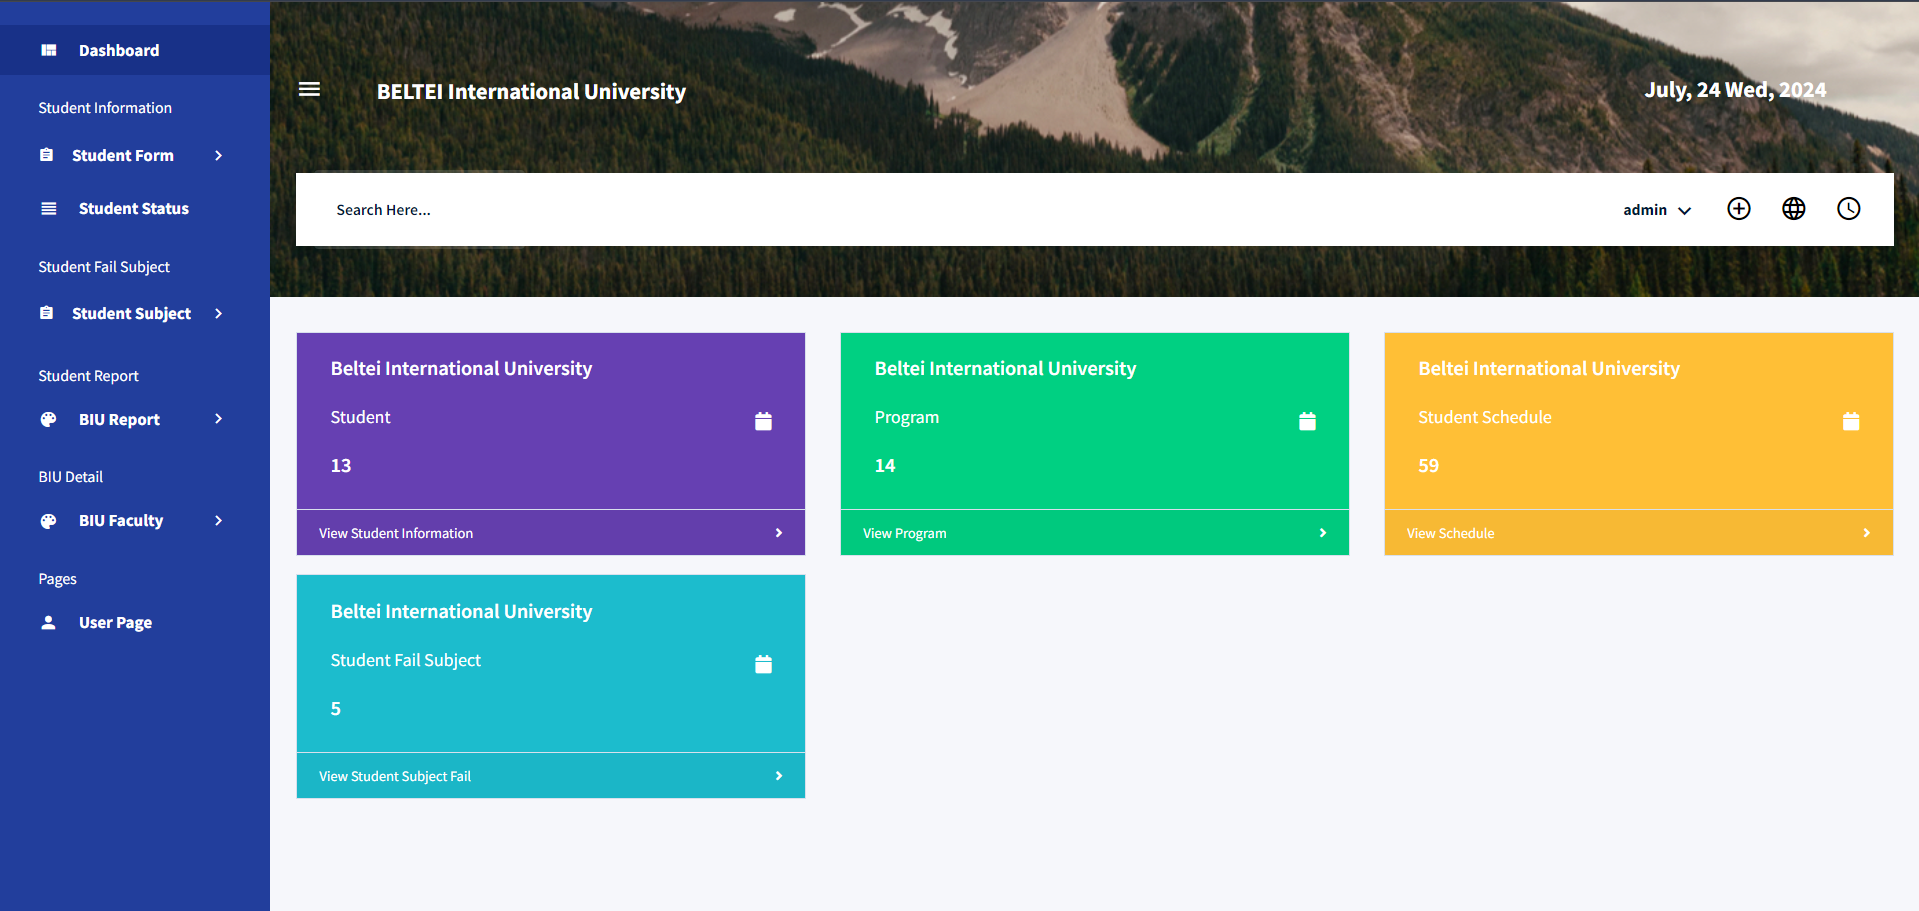 Dashboard
Student Information
Student Form
Student Status
Student Fail Subject
Student Subject
Student Report
BIU Report
BIU Detail
BIU Faculty
Pages
User Page
BELTEI International University
July, 24 Wed, 2024
Search Here...
admin
Beltei International University
Student
13
View Student Information
Beltei International University
Program
14
View Program
Beltei International University
Student Schedule
59
View Schedule
Beltei International University
Student Fail Subject
5
View Student Subject Fail